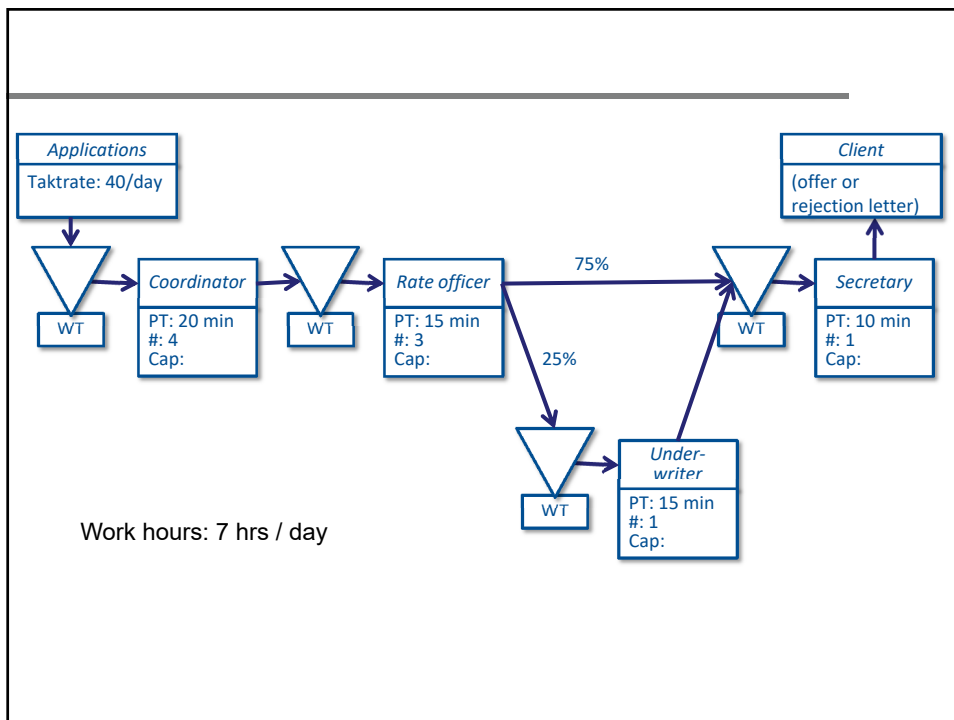 Applications
Taktrate: 40/day
Client
(offer or
rejection letter)
WT
Coordinator
PT: 20 min
#: 4
Cap:
WT
Rate officer
PT: 15 min
#: 3
Cap:
75%
25%
WT
Secretary
PT: 10 min
#: 1
Cap:
WT
Under-
writer
PT: 15 min
#: 1
Cap:
Work hours: 7 hrs / day